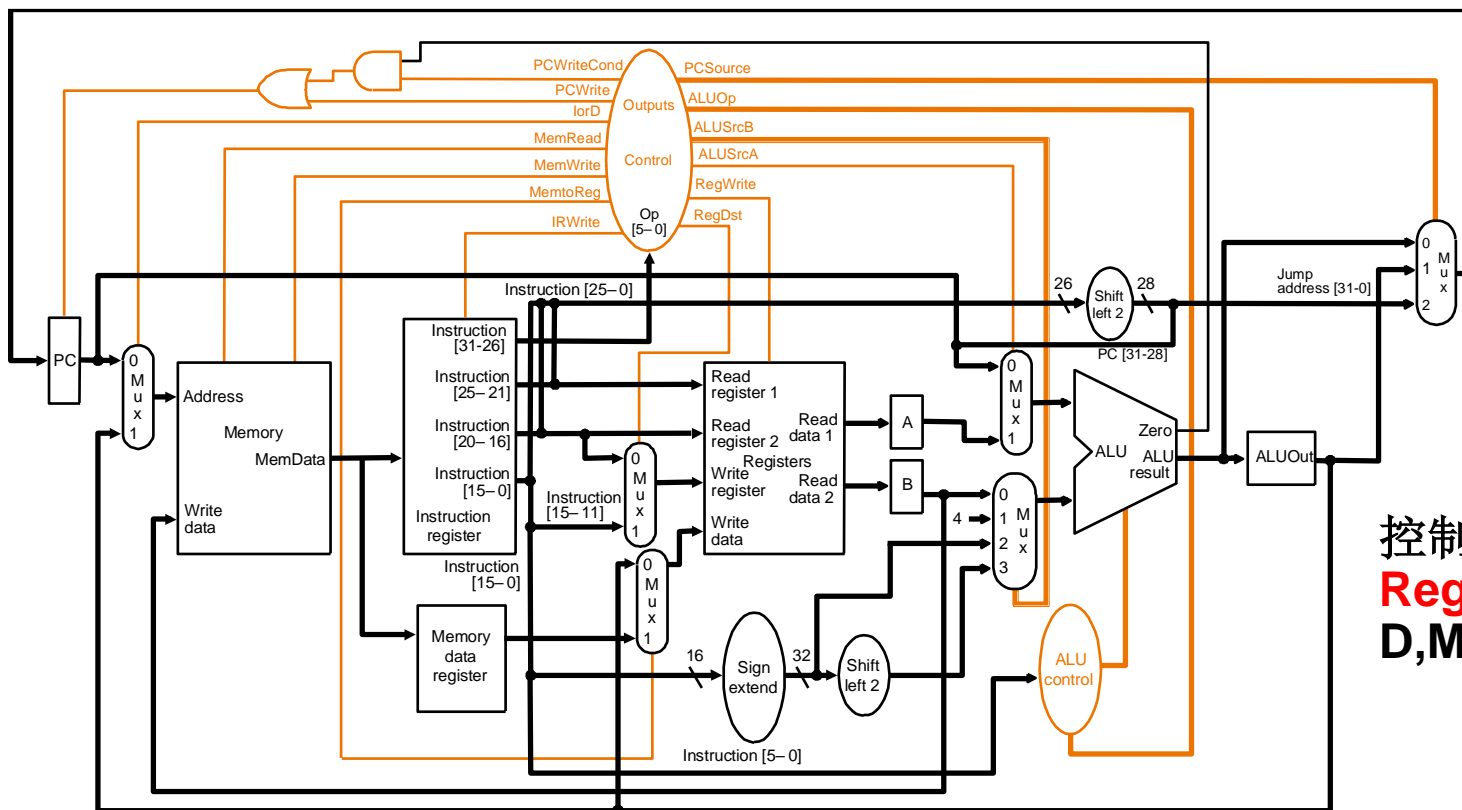 PCWriteCond
PCWrite
IorD
MemRead
MemWrite
MemtoReg
IRWrite
Outputs
Control
Op
[5–0]
PCSource
ALUOp
ALUSrcB
ALUSrcA
RegWrite
RegDst
PC
0
M
u
x
1
Address
Memory
MemData
Write
data
Instruction [25–0]
Instruction
[31-26]
Instruction
[25–21]
Instruction
[20–16]
Instruction
[15–0]
Instruction
register
Instruction
[15–0]
Memory
data
register
Instruction
[15–11]
0
M
u
x
1
0
M
u
x
1
Read
register 1
Read
register 2
Registers
Write
register
Write
data
Read
data 1
Read
data 2
A
B
16
Sign
extend
32
Shift
left 2
Instruction [5–0]
26
Shift
left 2
28
PC [31-28]
Jump
address [31-0]
0
M
u
x
1
4
0
1
2
3
M
u
x
Zero
ALU
ALU
result
ALUOut
ALU
control
0
1
2
M
u
x
控制
Reg
D,M